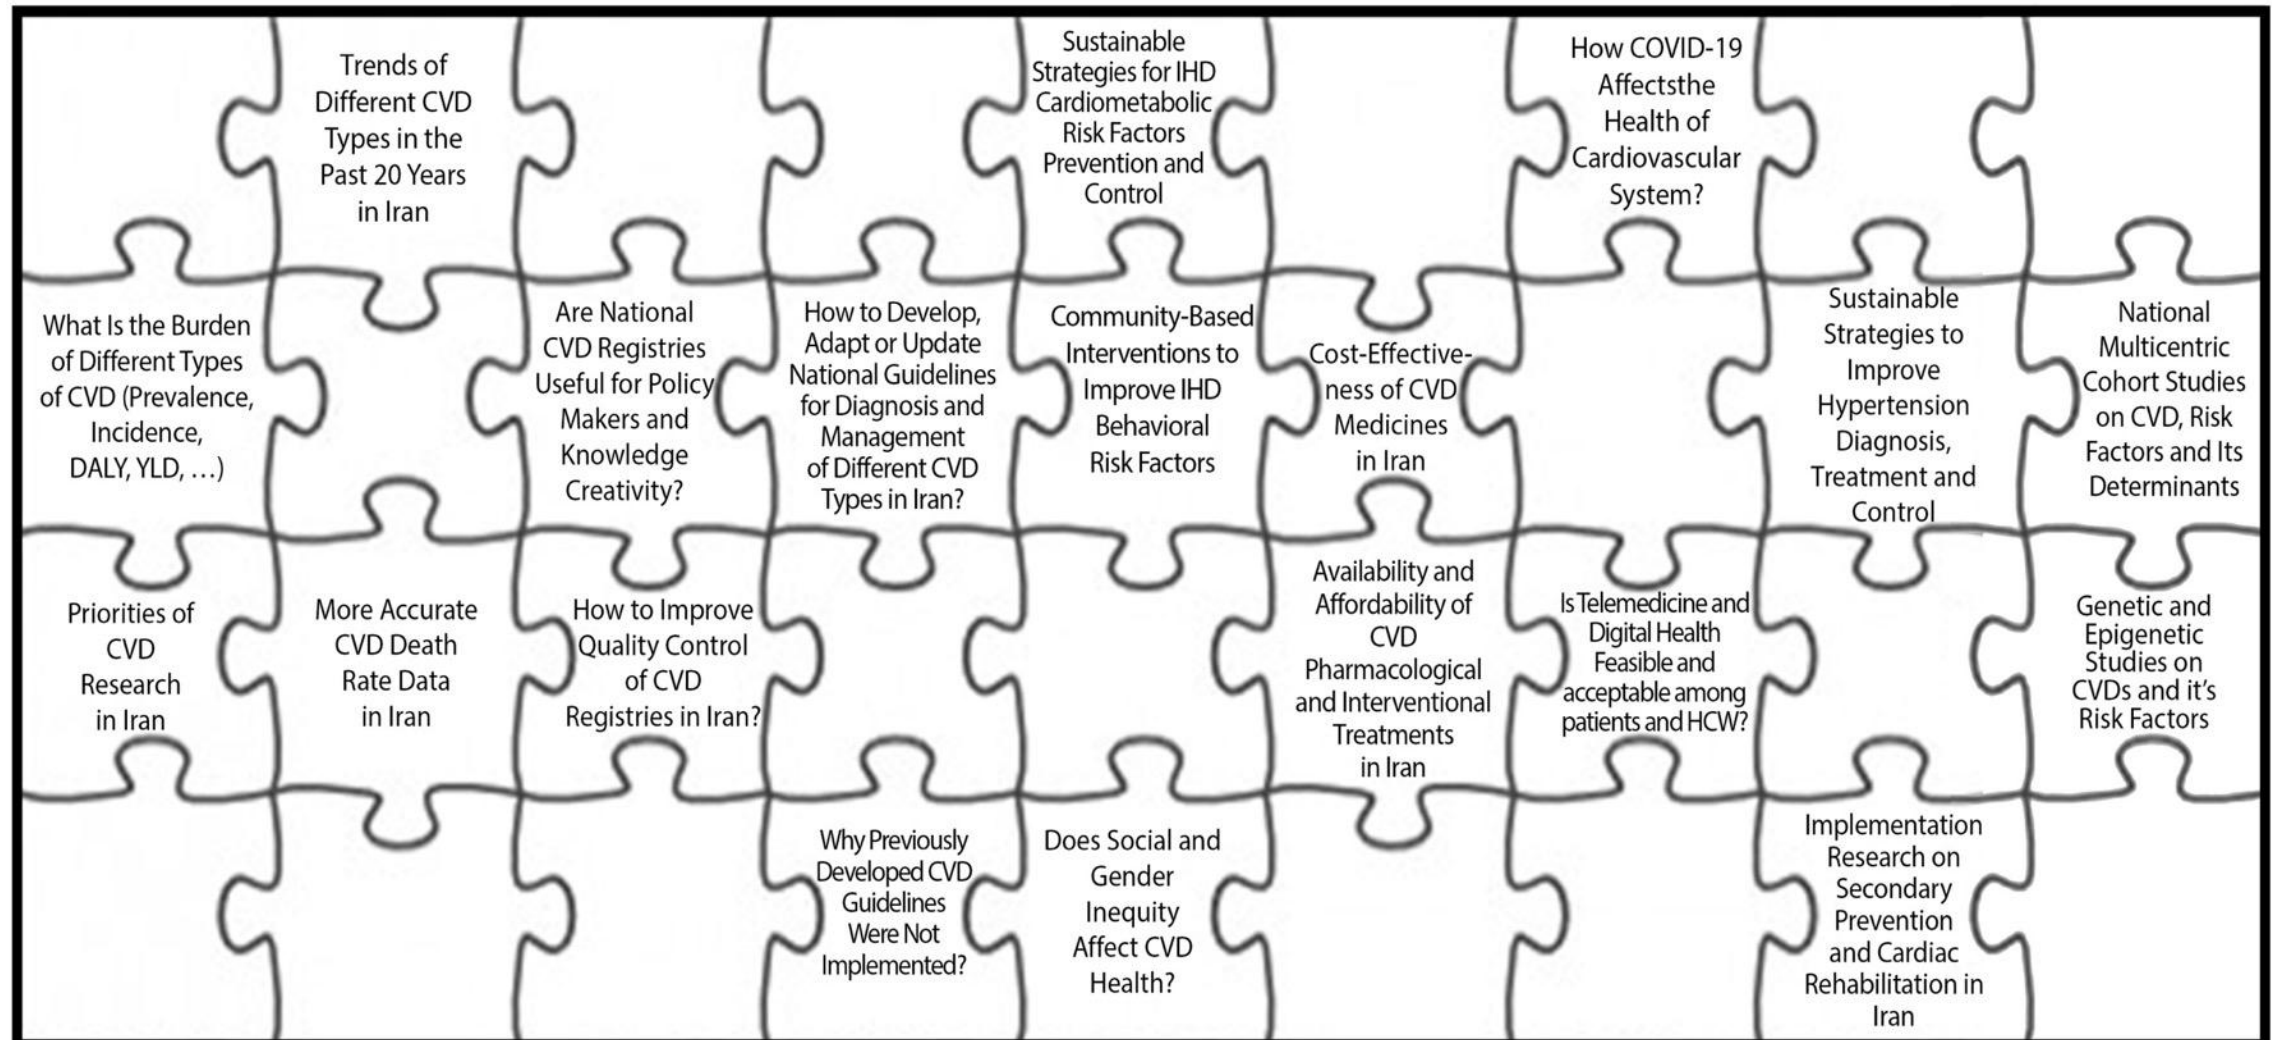 Trends of
Different CVD
Types in the
Past 20 Years
in Iran
Sustainable
Strategies for IHD
Cardiometabolic
Risk Factors
Prevention and
Control
How COVID-19
Affectsthe
Health of
Cardiovascular
System?
What Is the Burden
of Different Types
of CVD (Prevalence,
Incidence,
DALY, YLD, …)
Are National
CVD Registries
Useful for Policy
Makers and
Knowledge
Creativity?
How to Develop,
Adapt or Update
National Guidelines
for Diagnosis and
Management
of Different CVD
Types in Iran?
Community-Based
Interventions to
Improve IHD
Behavioral
Risk Factors
Cost-Effective-
ness of CVD
Medicines
in Iran
Sustainable
Strategies to
Improve
Hypertension
Diagnosis,
Treatment and
Control
National
Multicentric
Cohort Studies
on CVD, Risk
Factors and Its
Determinants
Priorities of
CVD
Research
in Iran
More Accurate
CVD Death
Rate Data
in Iran
How to Improve
Quality Control
of CVD
Registries in Iran?
Availability and
Affordability of
CVD
Pharmacological
and Interventional
Treatments
in Iran
Is Telemedicine and
Digital Health
Feasible and
acceptable among
patients and HCW?
Genetic and
Epigenetic
Studies on
CVDs and it's
Risk Factors
Why Previously
Developed CVD
Guidelines
Were Not
Implemented?
Does Social and
Gender
Inequity
Affect CVD
Health?
Implementation
Research on
Secondary
Prevention
and Cardiac
Rehabilitation in
Iran